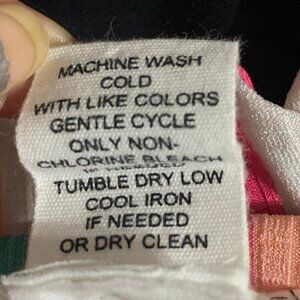 MACHINE WASH
COLD
WITH LIKE COLORS
GENTLE CYCLE
ONLY NON-
CHLORINE BLEACH
TUMBLE DRY LOW
COOL IRON
IF NEEDED
OR DRY CLEAN